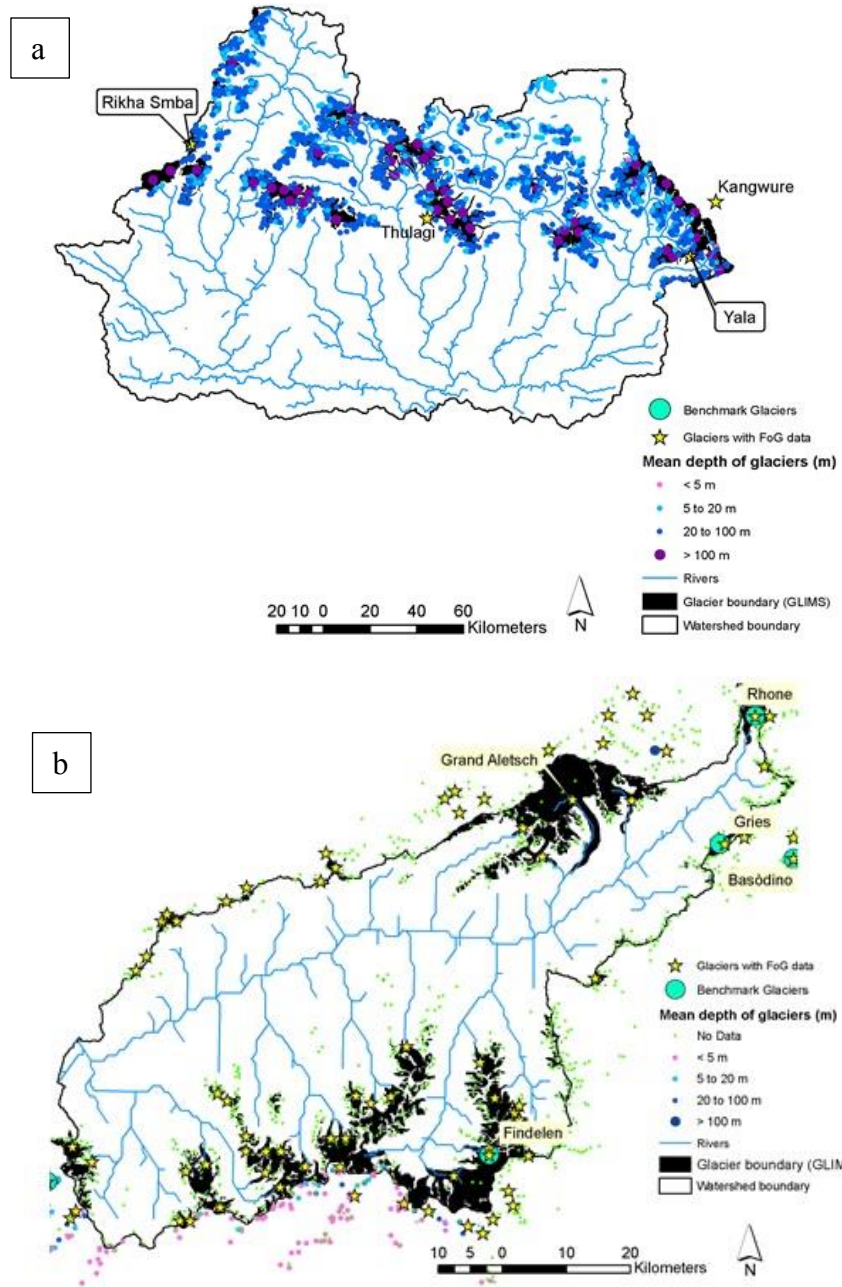 a
Rikha Smba
Kangwure
Thulagi
Yala
Benchmark Glaciers
Glaciers with FoG data
Mean depth of glaciers (m)
< 5 m
5 to 20 m
20 to 100 m
> 100 m
Rivers
Glacier boundary (GLIMS)
Watershed boundary
20 10 0 20 40 60
Kilometers
N
b
Rhone
Grand Aletsch
Gries
Basòdino
Glaciers with FoG data
Benchmark Glaciers
Mean depth of glaciers (m)
No Data
< 5 m
5 to 20 m
20 to 100 m
> 100 m
Rivers
Glacier boundary (GLI
Watershed boundary
Findelen
10 5 0 10 20
Kilometers
N